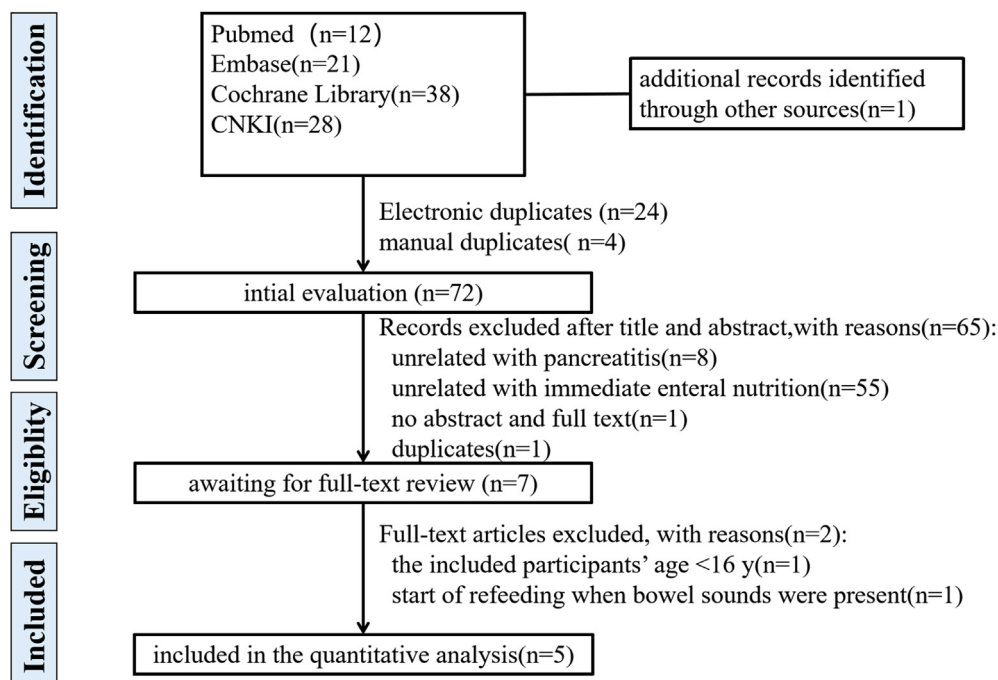 Identification
Pubmed（n=12)
Embase(n=21)
Cochrane Library(n=38)
CNKI(n=28)
additional records identified
through other sources(n=1)
Electronic duplicates (n=24)
manual duplicates( n=4)
Screening
intial evaluation (n=72)
Records excluded after title and abstract,with reasons(n=65):
unrelated with pancreatitis(n=8)
unrelated with immediate enteral nutrition(n=55)
no abstract and full text(n=1)
duplicates(n=1)
Eligiblity
awaiting for full-text review (n=7)
Full-text articles excluded, with reasons(n=2):
the included participants’ age <16 y(n=1)
start of refeeding when bowel sounds were present(n=1)
Included
included in the quantitative analysis(n=5)